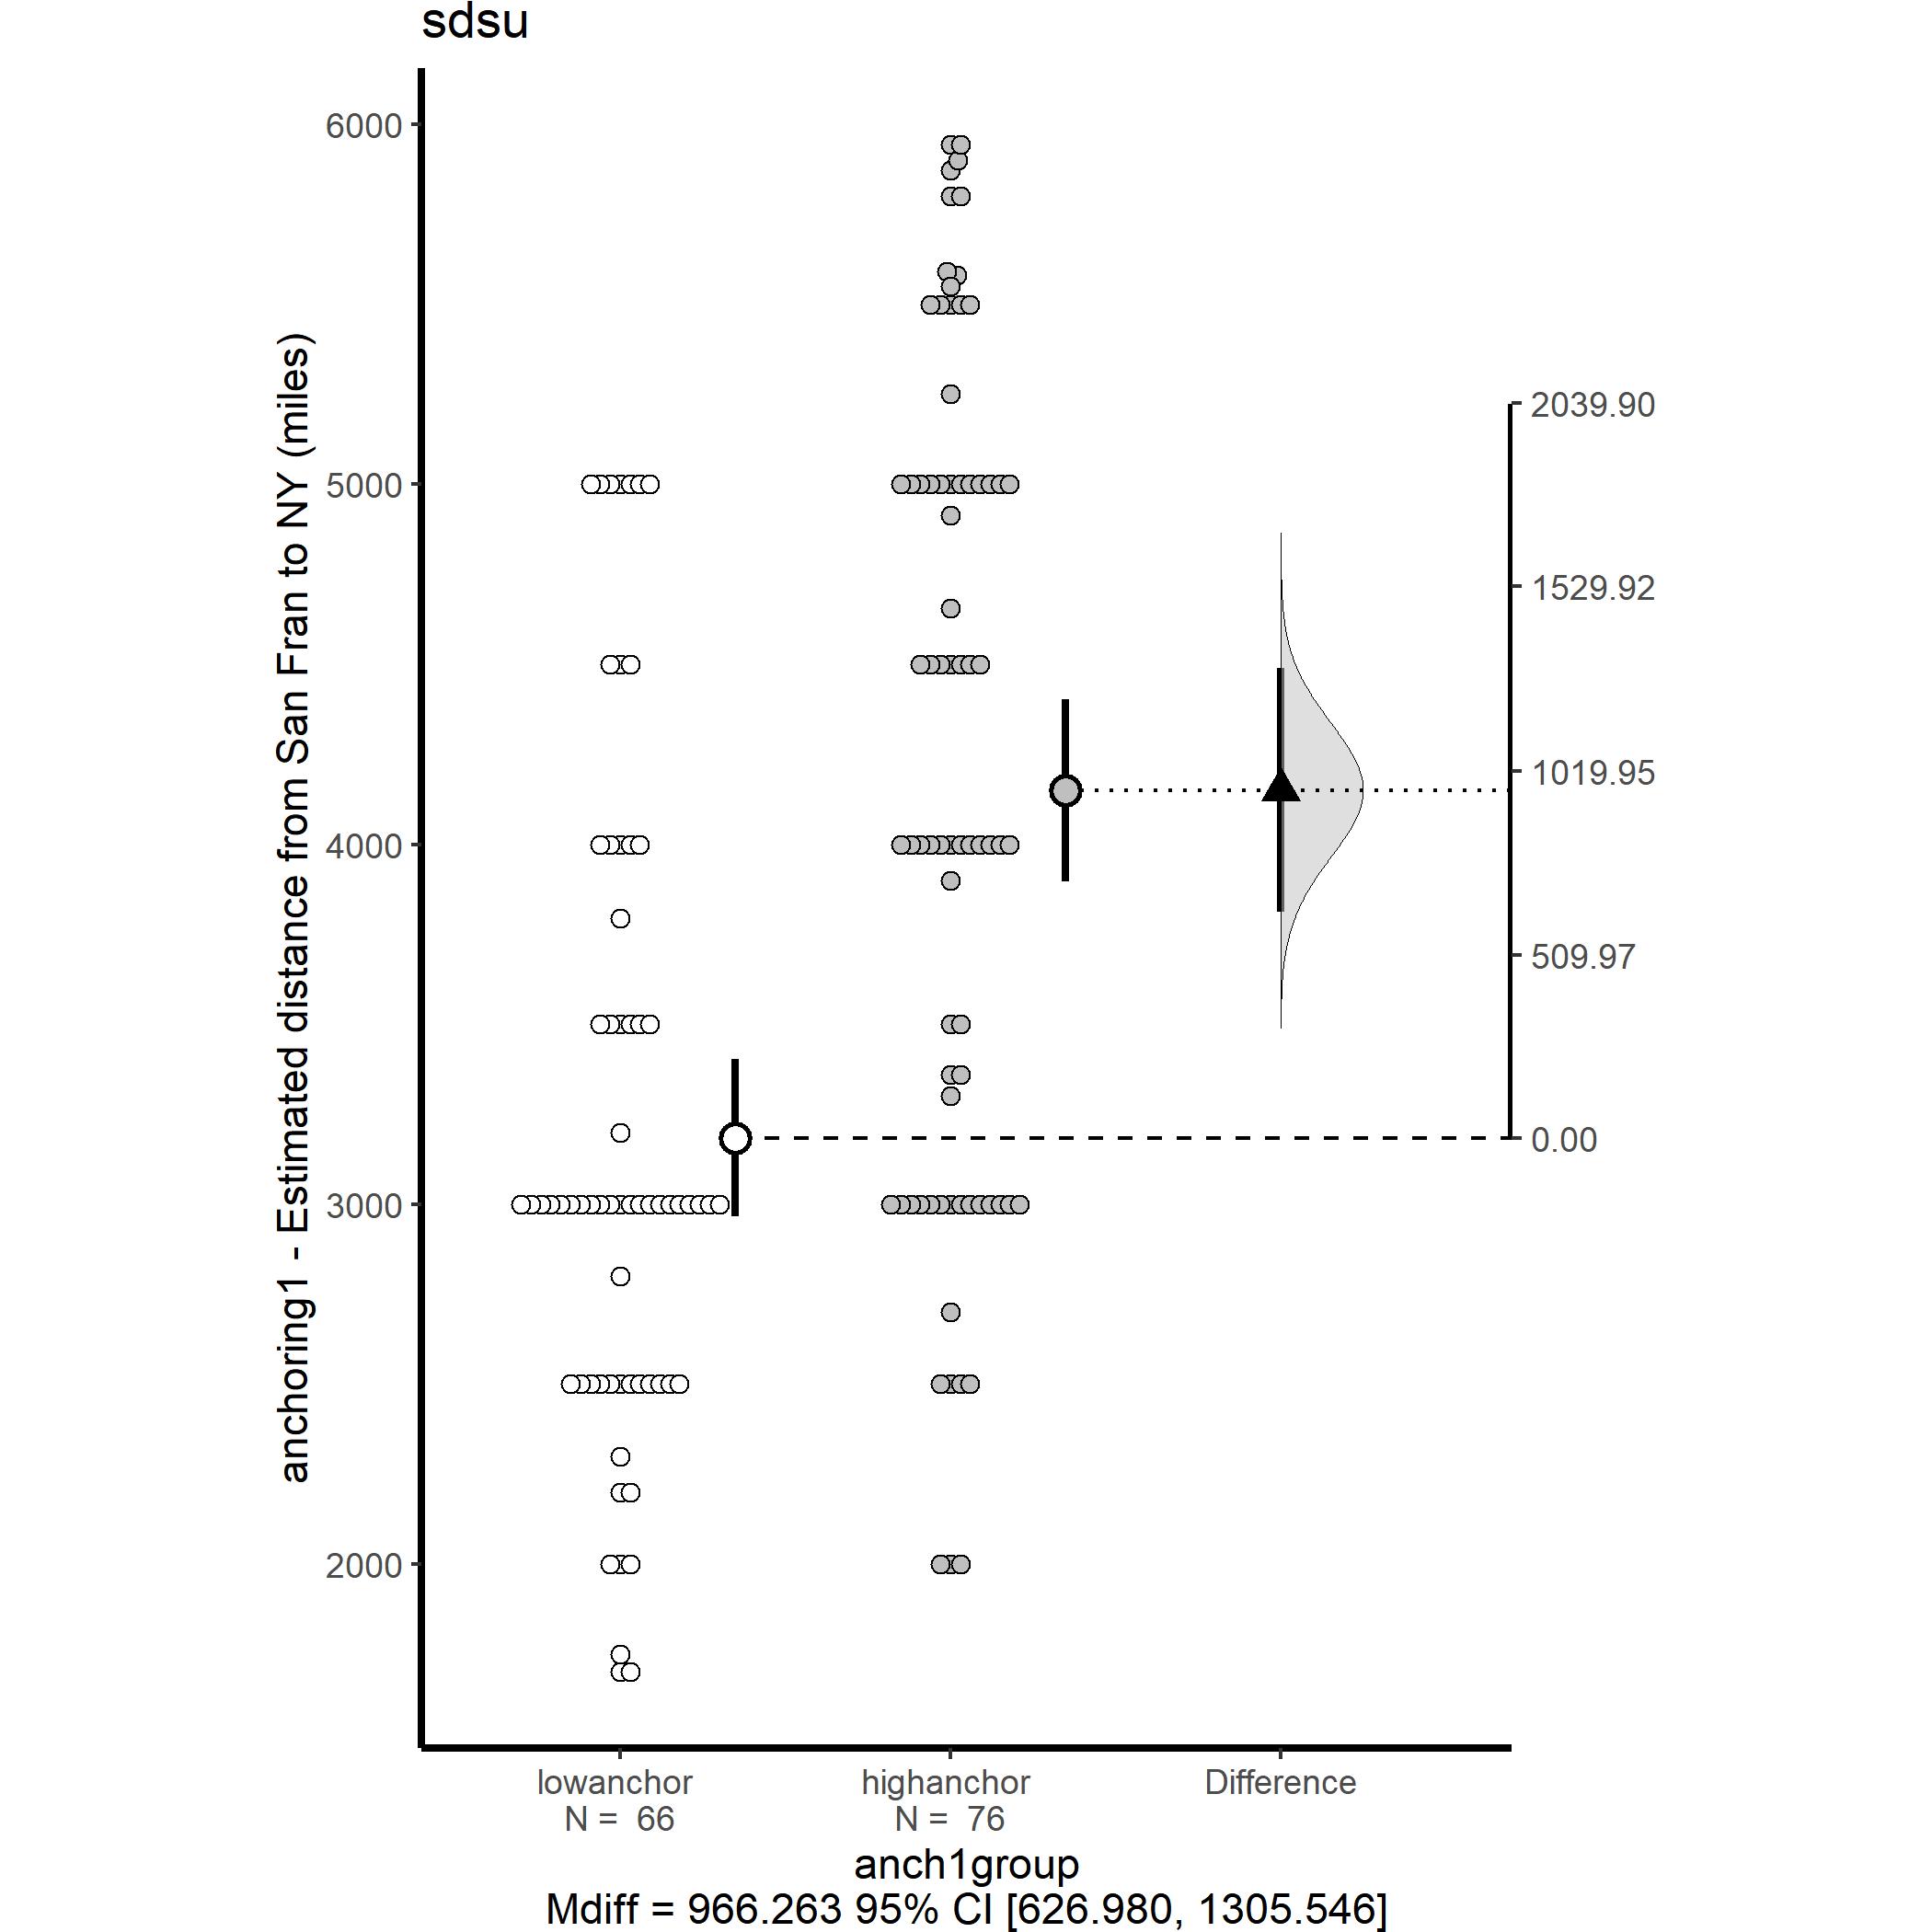 sdsu
anchoring1 - Estimated distance from San Fran to NY (miles)
6000
5000
4000
3000
2000
2039.90
1529.92
1019.95
509.97
0.00
lowanchor
N =  66
highanchor
N =  76
Difference
anch1group
Mdiff = 966.263 95% CI [626.980, 1305.546]